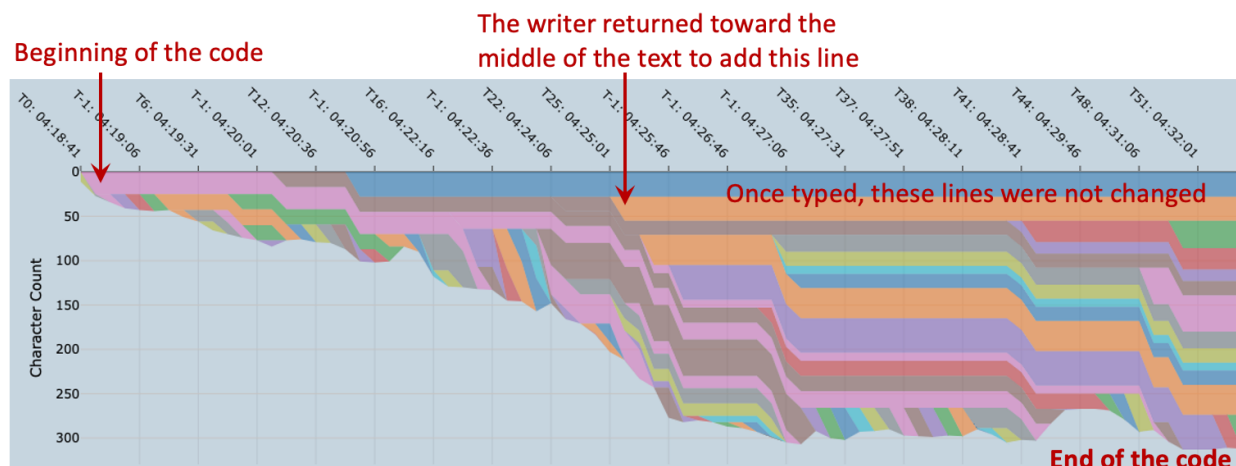 The writer returned toward the
middle of the text to add this line
Beginning of the code
T0: 04:18:41
T-1: 04:19:06
T6: 04:19:31
T-1: 04:20:01
T12: 04:20:36
T-1: 04:20:56
T16: 04:22:16
T-1: 04:22:36
T22: 04:24:06
T25: 04:25:01
T-1: 04:25:46
T-1: 04:26:46
T-1: 04:27:06
T35: 04:27:31
T37: 04:27:51
T38: 04:28:11
T41: 04:28:41
T44: 04:29:46
T48: 04:31:06
T51: 04:32:01
0
Once typed, these lines were not changed
50
100
150
200
250
300
Character Count
End of the code